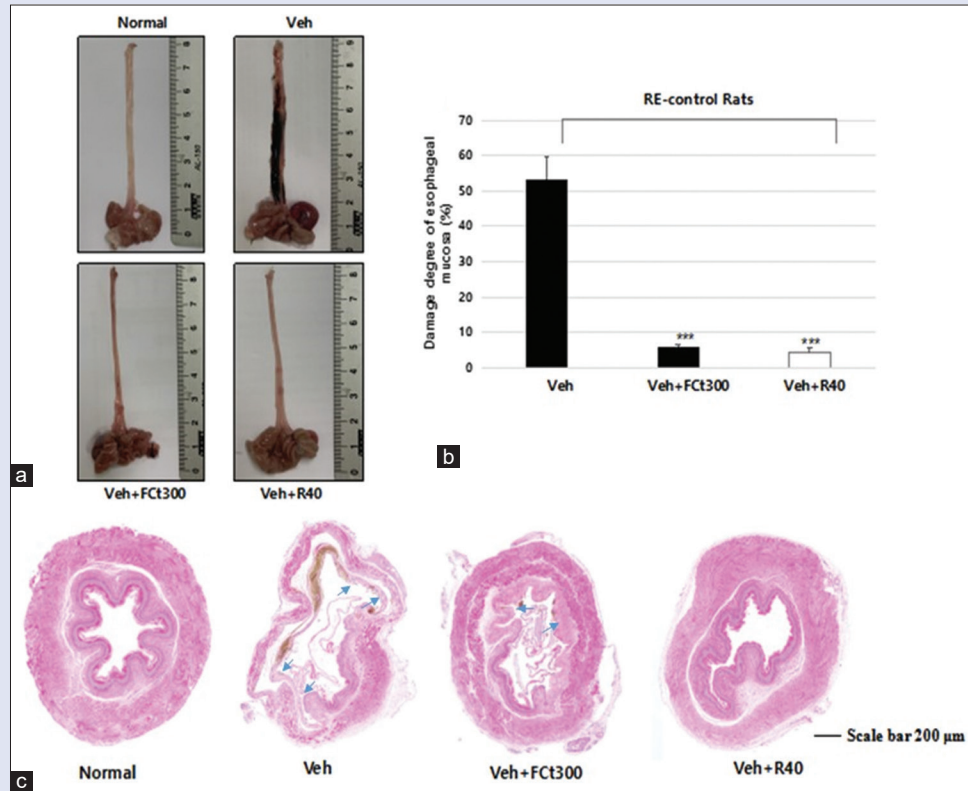 Normal
Veh
Veh+FCt300
Veh+R40
a
RE-control Rats
Damage degree of esophageal
mucosa (%)
70
60
50
40
30
20
10
0
***
***
Veh
Veh+FCt300
Veh+R40
b
Scale bar 200 µm
Normal
Veh
Veh+FCt300
Veh+R40
c